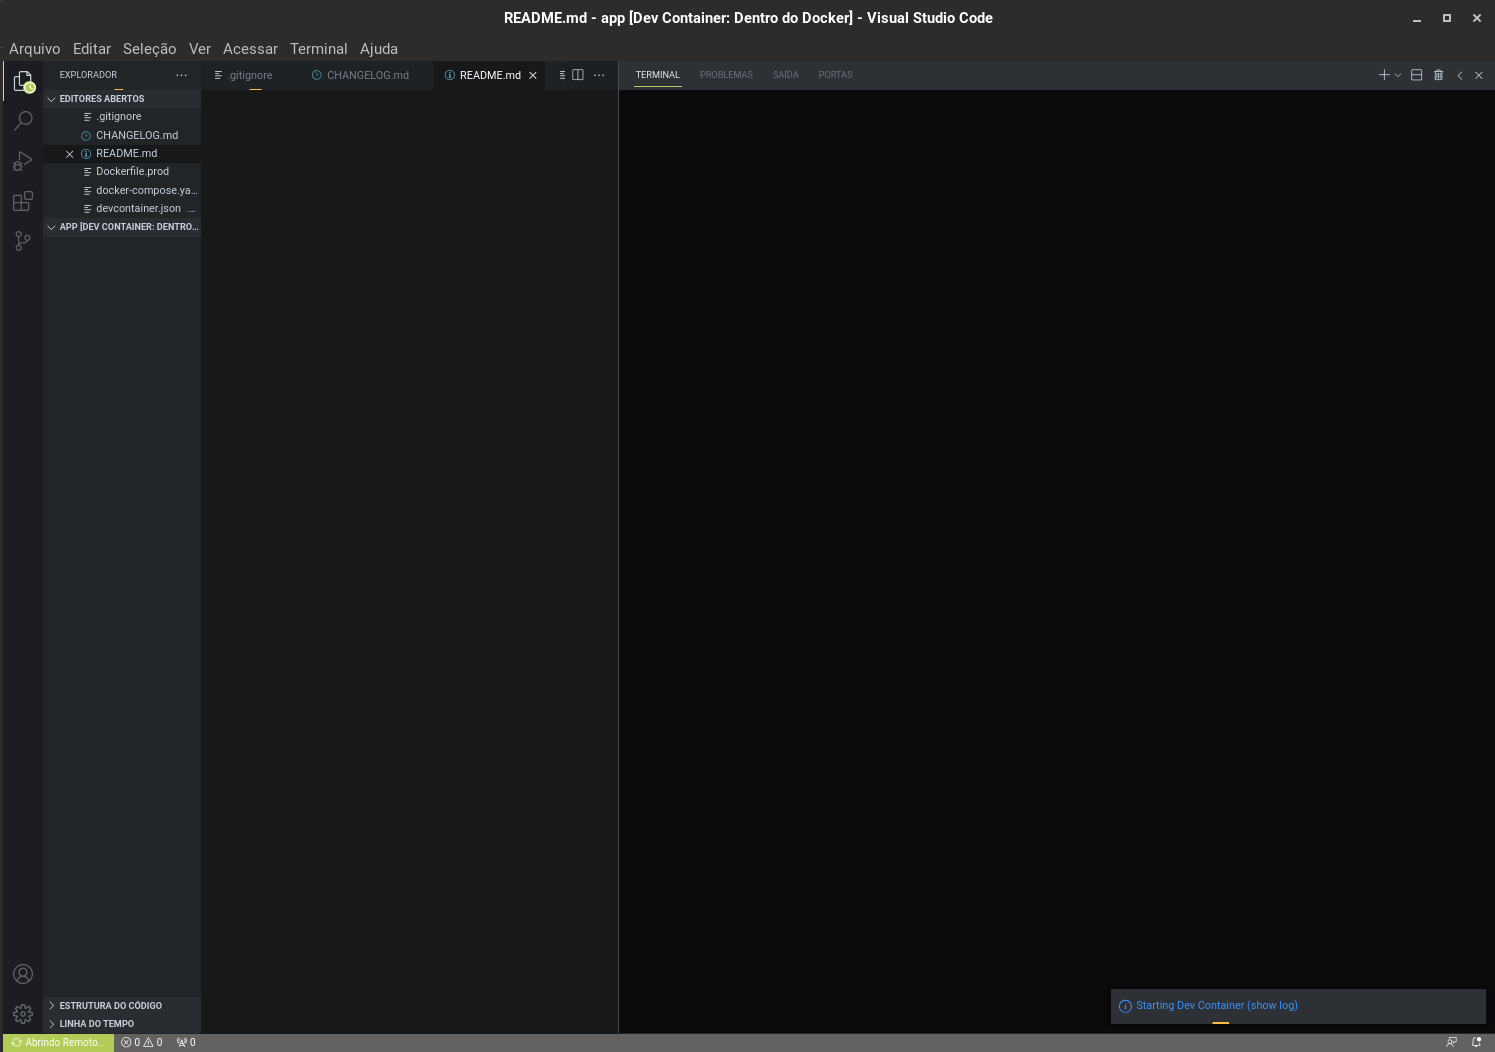 README.md - app [Dev Container: Dentro do Docker] - Visual Studio Code
Arquivo Editar Seleção Ver Acessar Terminal Ajuda
EXPLORADOR
.gitignore CHANGELOG.md README.md
TERMINAL PROBLEMAS SAÍDA PORTAS
EDITORES ABERTOS
.gitignore
CHANGELOG.md
README.md
Dockerfile.prod
docker-compose.ya...
devcontainer.json ....
APP [DEV CONTAINER: DENTRO...
ESTRUTURA DO CÓDIGO
LINHA DO TEMPO
Starting Dev Container (show log)
Abrindo Remoto... 0 0 0